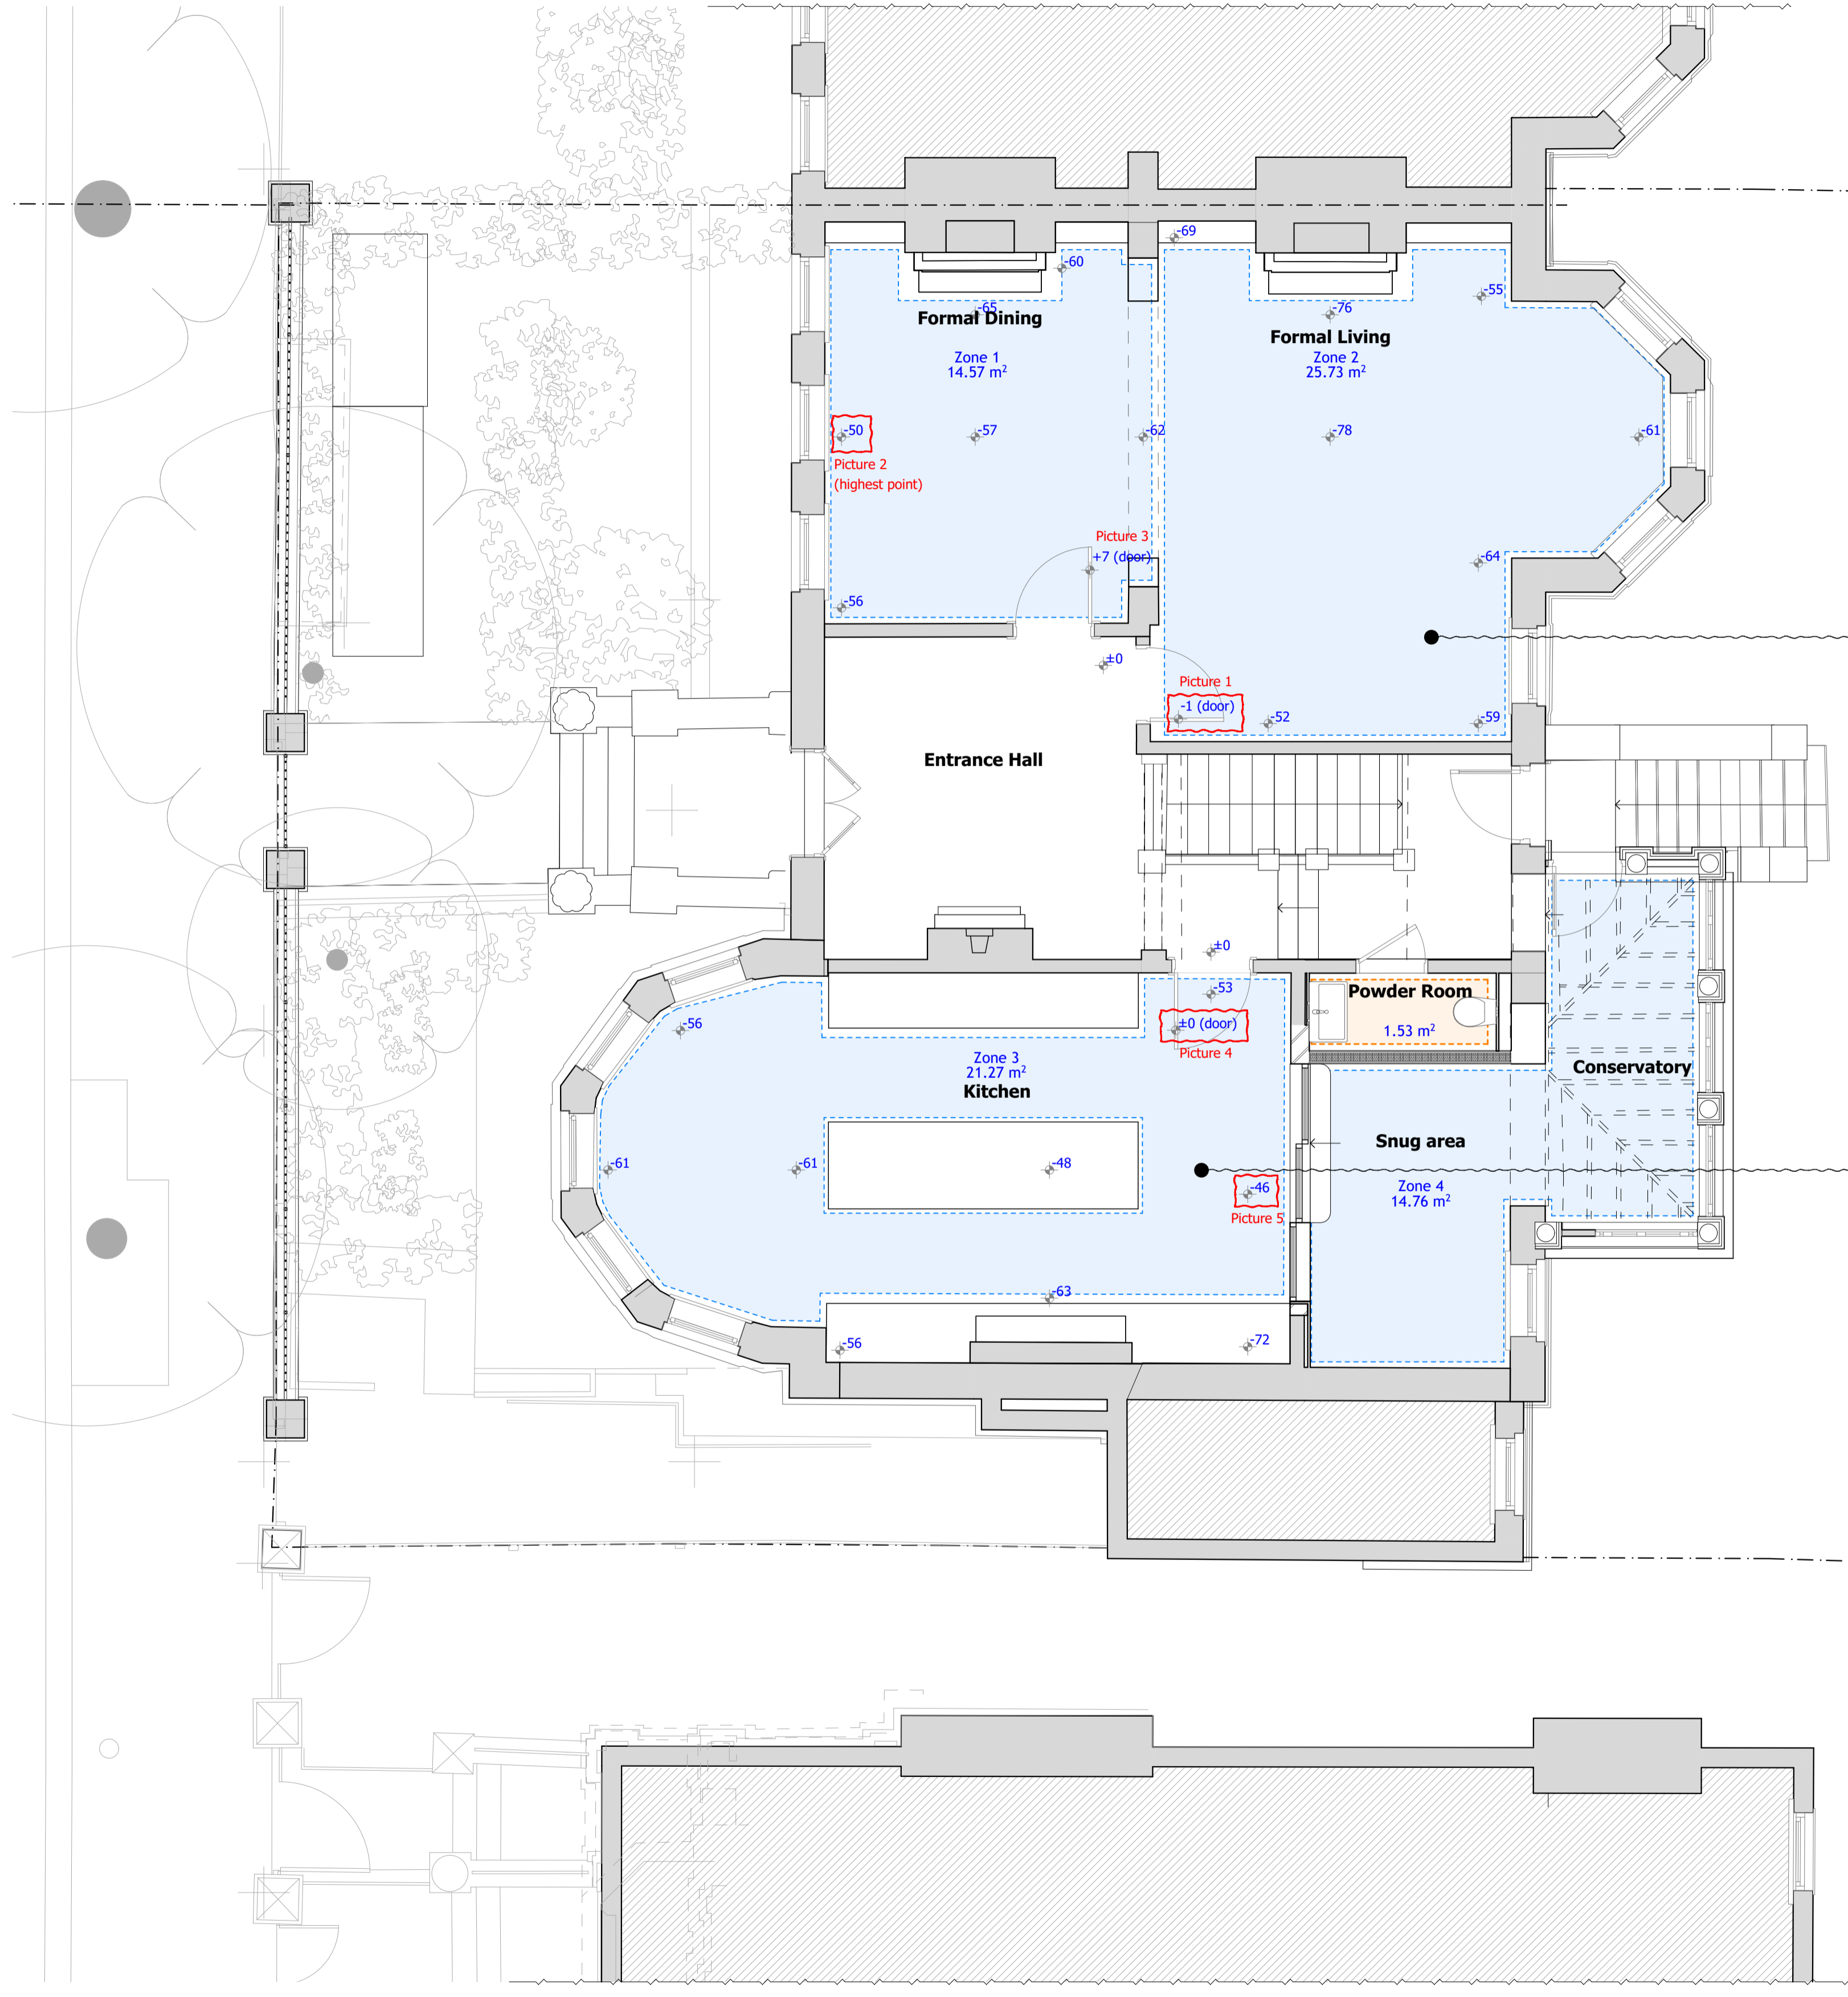 -69
-60
-55
-65
-76
Formal Dining
Formal Living
Zone 1
14.57 m²
Zone 2
25.73 m²
-50
-57
-62
-78
-61
Picture 2
(highest point)
Picture 3
+7 (door)
-64
-56
±0
Picture 1
-1 (door)
-52
-59
Entrance Hall
±0
-53
Powder Room
1.53 m²
-56
±0 (door)
Picture 4
Zone 3
21.27 m²
Kitchen
Conservatory
Snug area
-61
-61
-48
-46
Picture 5
Zone 4
14.76 m²
-63
-56
-72